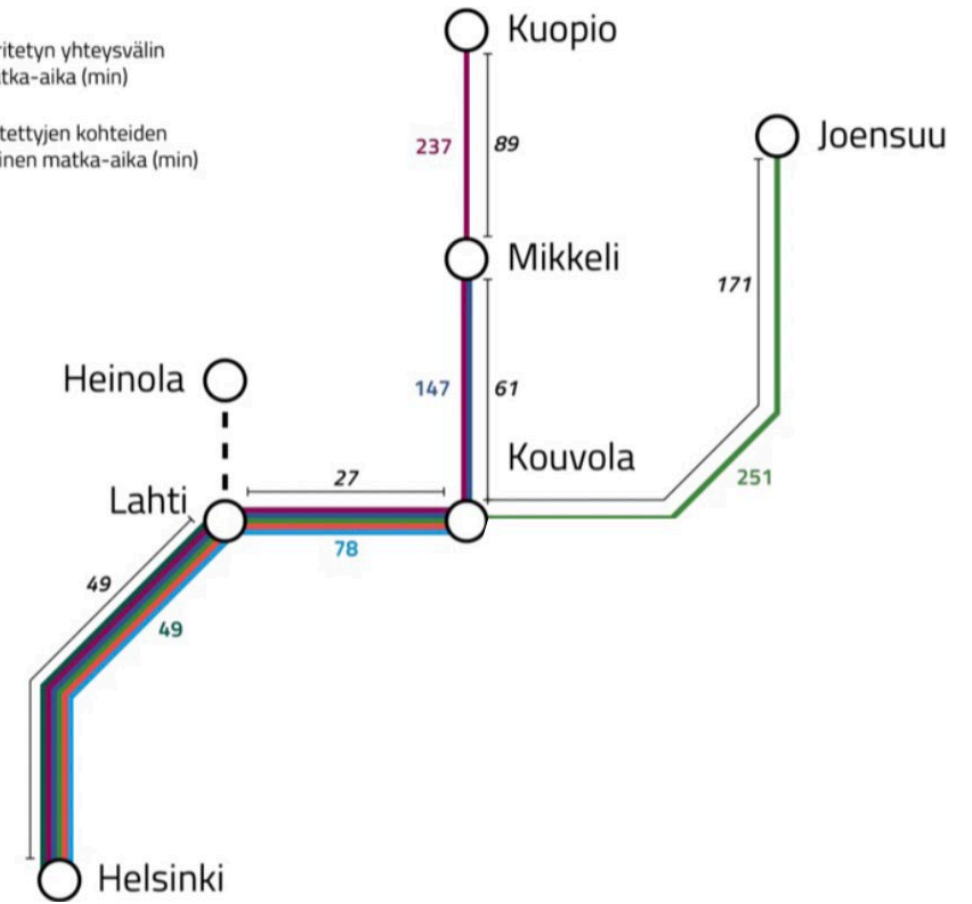 Kuopio
ritetyn yhteysvälin
tka-aika (min)
tettyjen kohteiden
inen matka-aika (min)
237
89
Joensuu
Mikkeli
171
Heinola
147
61
Kouvola
27
251
Lahti
78
49
49
Helsinki